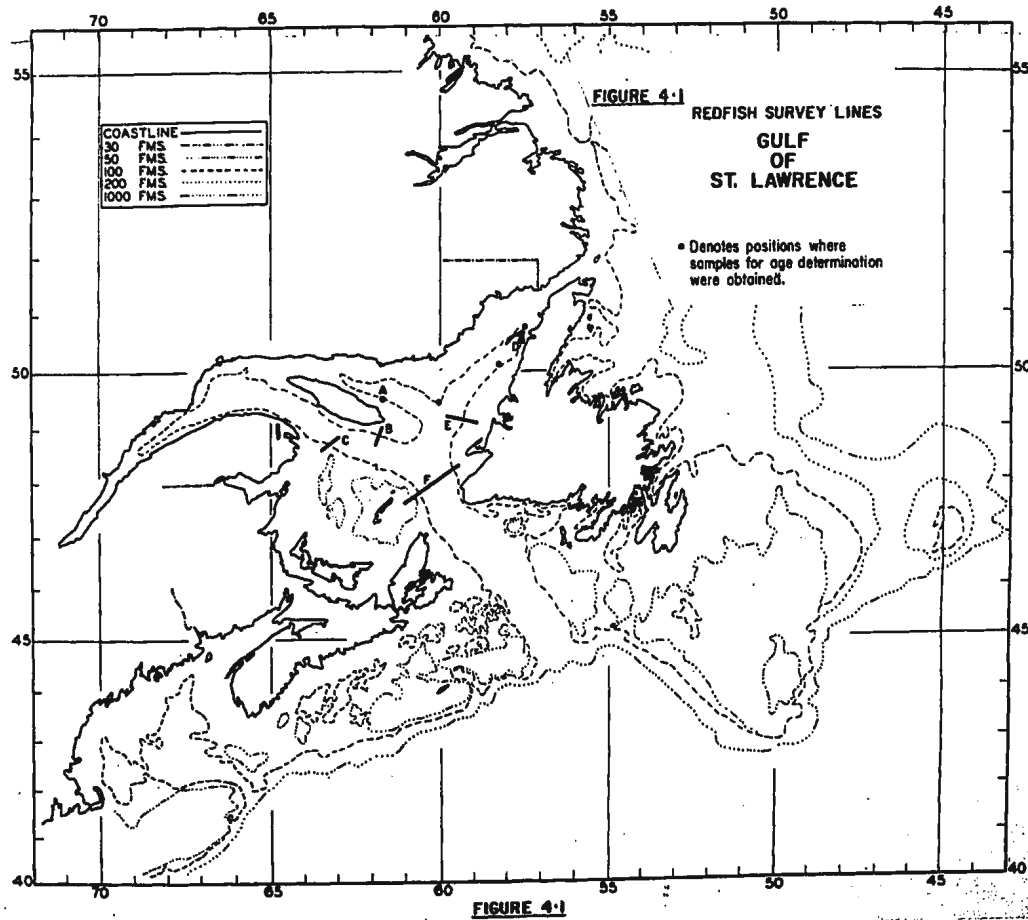 70 65 60 55 50 45
55 55
FIGURE 4·1
REDFISH SURVEY LINES
GULF
OF
ST. LAWRENCE
COASTLINE
30 FMS.
50 FMS.
100 FMS.
200 FMS.
1000 FMS.
• Denotes positions where
samples for age determination
were obtained.
D
50 50
A
B
C
E
F
45 45
40 40
70 65 60 55 50 45
FIGURE 4·1